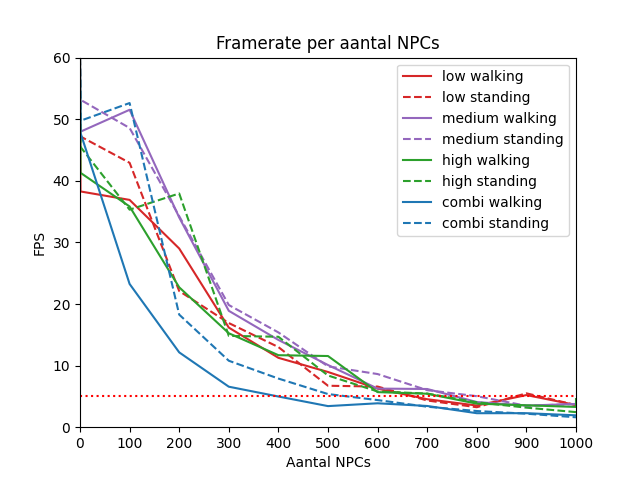 Framerate per aantal NPCs
60
50
40
30
20
10
0
FPS
low walking
low standing
medium walking
medium standing
high walking
high standing
combi walking
combi standing
0 100 200 300 400 500 600 700 800 900 1000
Aantal NPCs